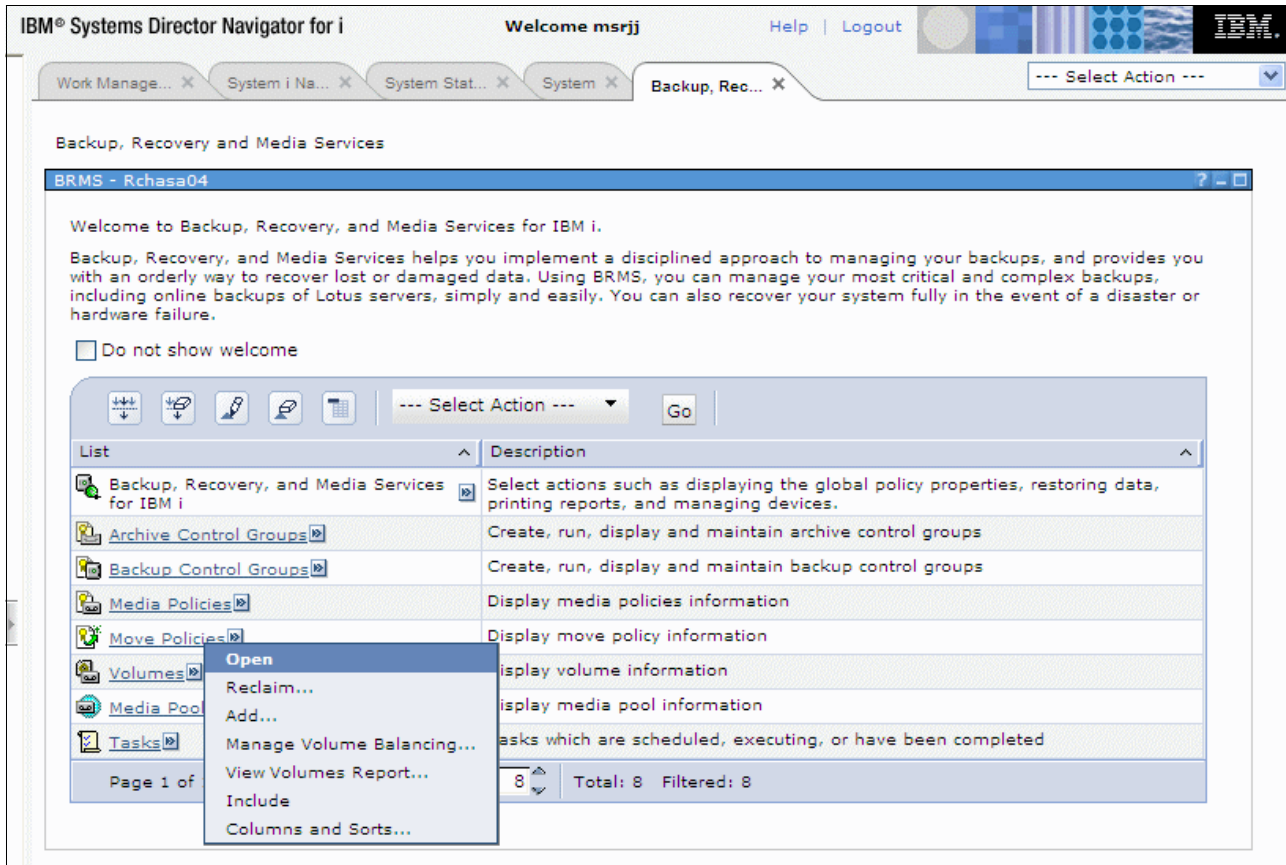 IBM® Systems Director Navigator for i
Welcome msrjj
Help | Logout
IBM.
Work Manage...
System i Na...
System Stat...
System
Backup, Rec...
--- Select Action ---
Backup, Recovery and Media Services
BRMS - Rchasa04
Welcome to Backup, Recovery, and Media Services for IBM i.
Backup, Recovery, and Media Services helps you implement a disciplined approach to managing your backups, and provides you
with an orderly way to recover lost or damaged data. Using BRMS, you can manage your most critical and complex backups,
including online backups of Lotus servers, simply and easily. You can also recover your system fully in the event of a disaster or
hardware failure.
Do not show welcome
--- Select Action ---
Go
List
Description
Backup, Recovery, and Media Services
for IBM i
Select actions such as displaying the global policy properties, restoring data,
printing reports, and managing devices.
Archive Control Groups
Create, run, display and maintain archive control groups
Backup Control Groups
Create, run, display and maintain backup control groups
Media Policies
Display media policies information
Move Policies
Display move policy information
Volumes
isplay volume information
Media Pool
isplay media pool information
Tasks
asks which are scheduled, executing, or have been completed
Page 1 of
8
Total: 8 Filtered: 8
Open
Reclaim...
Add...
Manage Volume Balancing...
View Volumes Report...
Include
Columns and Sorts...